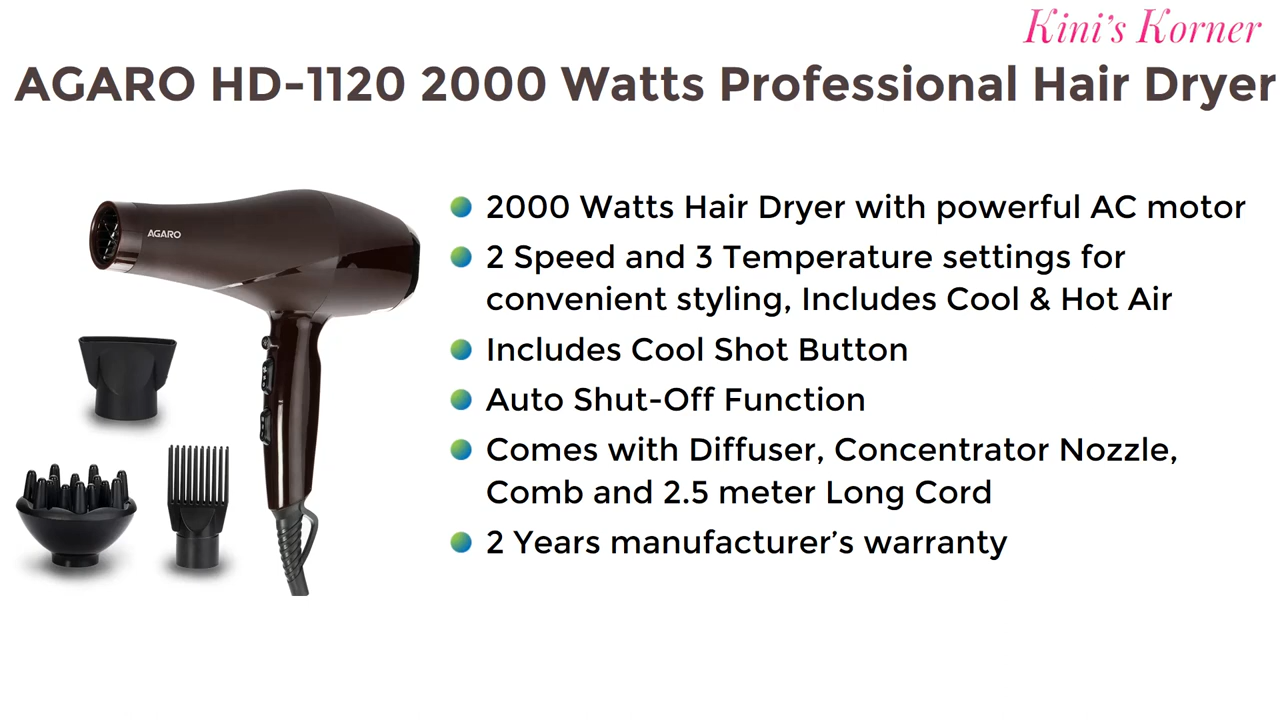 Kini's Korner
AGARO HD-1120 2000 Watts Professional Hair Dryer
AGARO
2000 Watts Hair Dryer with powerful AC motor
2 Speed and 3 Temperature settings for
convenient styling, Includes Cool & Hot Air
Includes Cool Shot Button
Auto Shut-Off Function
Comes with Diffuser, Concentrator Nozzle,
Comb and 2.5 meter Long Cord
2 Years manufacturer’s warranty